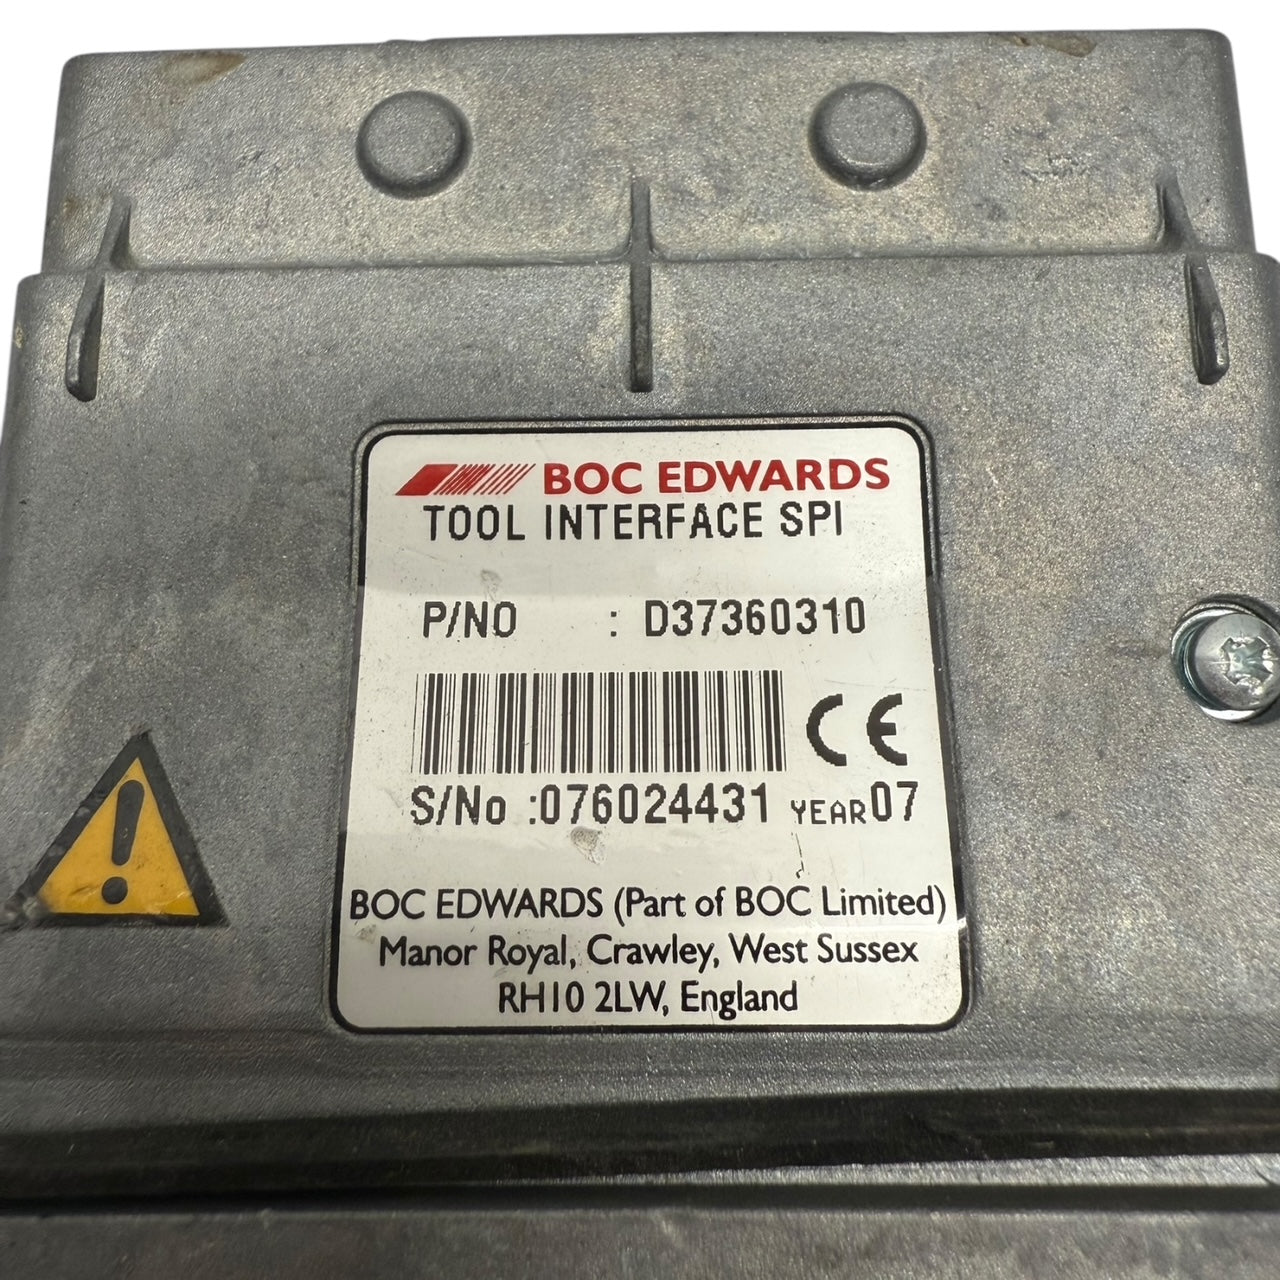 BOC EDWARDS
TOOL INTERFACE SPI
P/NO : D37360310
CE
S/No :076024431 YEAR07
BOC EDWARDS (Part of BOC Limited)
Manor Royal, Crawley, West Sussex
RH10 2LW, England